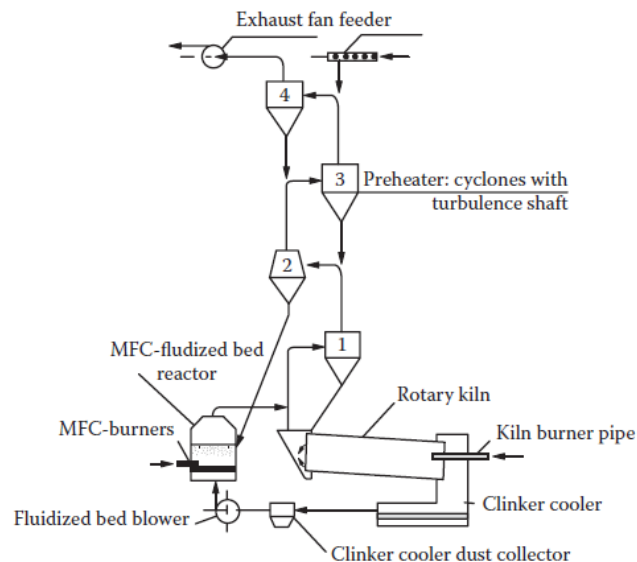 Exhaust fan feeder
4
3
Preheater: cyclones with
turbulence shaft
2
1
MFC-fludized bed
reactor
Rotary kiln
MFC-burners
Kiln burner pipe
Clinker cooler
Fluidized bed blower
Clinker cooler dust collector